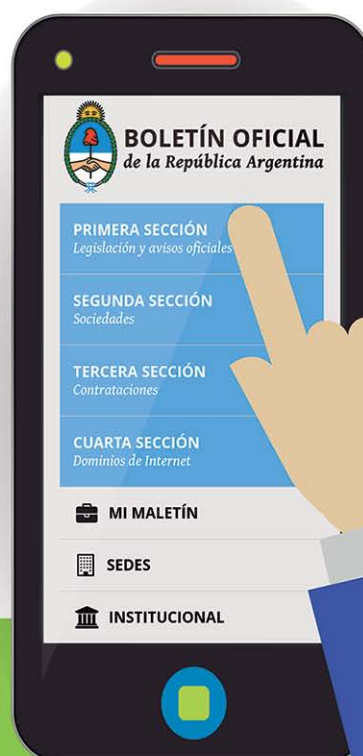 BOLETÍN OFICIAL
de la República Argentina
PRIMERA SECCIÓN
Legislación y avisos oficiales
SEGUNDA SECCIÓN
Sociedades
TERCERA SECCIÓN
Contrataciones
CUARTA SECCIÓN
Dominios de Internet
MI MALETÍN
SEDES
INSTITUCIONAL